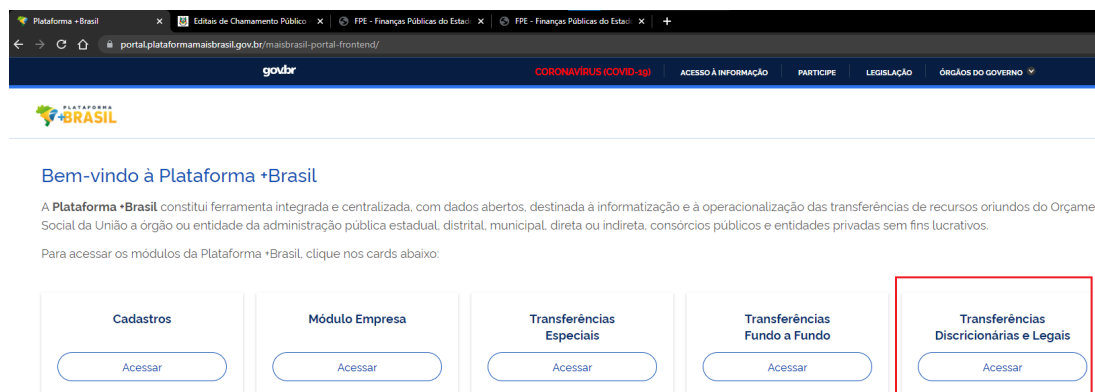 Plataforma +Brasil
Editais de Chamamento Público
FPE - Finanças Públicas do Estad
FPE - Finanças Públicas do Estad
portal.plataformamaisbrasil.gov.br/maisbrasil-portal-frontend/
gov.br
CORONAVÍRUS (COVID-19)
ACESSO À INFORMAÇÃO
PARTICIPE
LEGISLAÇÃO
ÓRGÃOS DO GOVERNO
PLATAFORMA
+BRASIL
Bem-vindo à Plataforma +Brasil
A Plataforma +Brasil constitui ferramenta integrada e centralizada, com dados abertos, destinada à informatização e à operacionalização das transferências de recursos oriundos do Orçame
Social da União a órgão ou entidade da administração pública estadual, distrital, municipal, direta ou indireta, consórcios públicos e entidades privadas sem fins lucrativos.
Para acessar os módulos da Plataforma +Brasil, clique nos cards abaixo:
Cadastros
Acessar
Módulo Empresa
Acessar
Transferências
Especiais
Acessar
Transferências
Fundo a Fundo
Acessar
Transferências
Discricionárias e Legais
Acessar